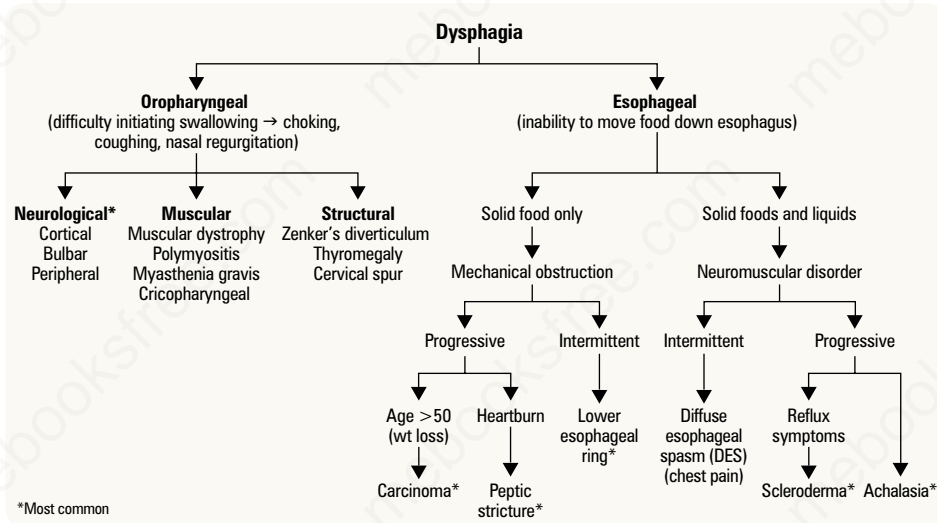 Dysphagia
Oropharyngeal
(difficulty initiating swallowing → choking,
coughing, nasal regurgitation)
Esophageal
(inability to move food down esophagus)
Neurological*
Cortical
Bulbar
Peripheral
Muscular
Muscular dystrophy
Polymyositis
Myasthenia gravis
Cricopharyngeal
Structural
Zenker's diverticulum
Thyromegaly
Cervical spur
Solid food only
Solid foods and liquids
Mechanical obstruction
Neuromuscular disorder
Progressive
Intermittent
Intermittent
Progressive
Age >50
(wt loss)
Heartburn
Lower
esophageal
ring*
Diffuse
esophageal
spasm (DES)
(chest pain)
Reflux
symptoms
Carcinoma*
Peptic
stricture*
Scleroderma*
Achalasia*
*Most common